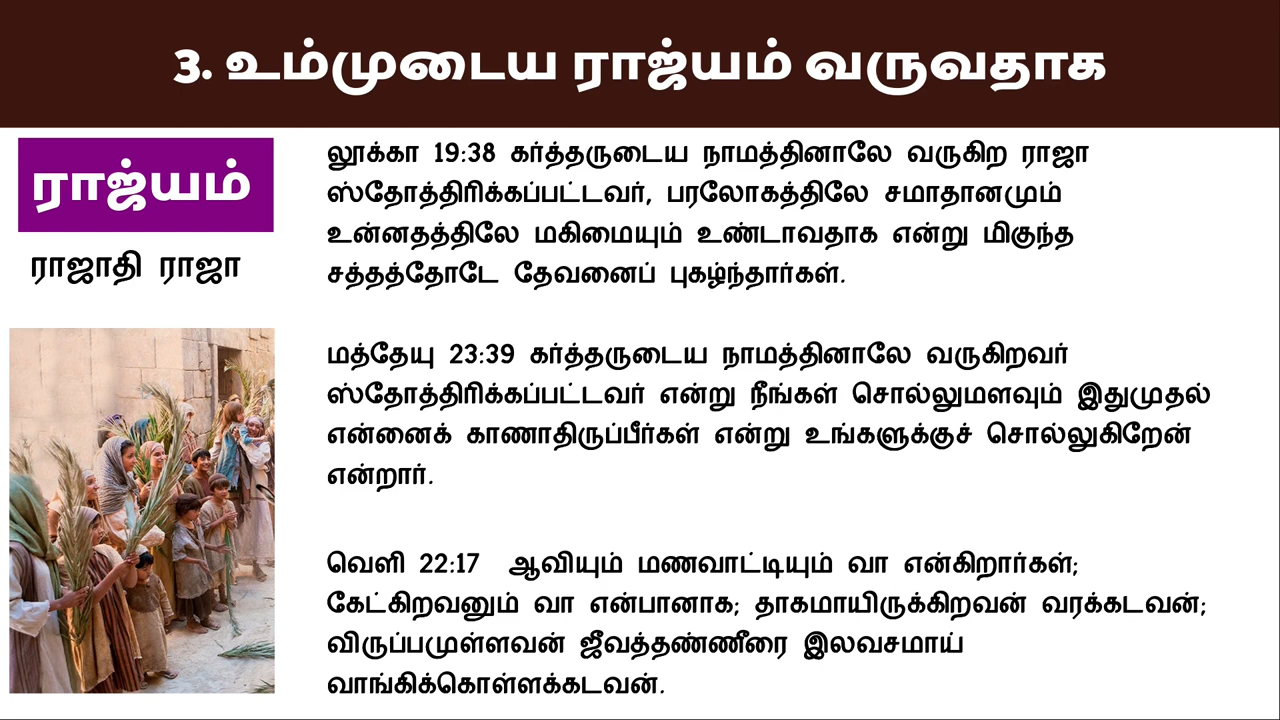 3. உம்முடைய ராஜ்யம் வருவதாக
ராஜ்யம்
ராஜாதி ராஜா
லூக்கா 19:38 கர்த்தருடைய நாமத்தினாலே வருகிற ராஜா
ஸ்தோத்திரிக்கப்பட்டவர், பரலோகத்திலே சமாதானமும்
உன்னதத்திலே மகிமையும் உண்டாவதாக என்று மிகுந்த
சத்தத்தோடே தேவனைப் புகழ்ந்தார்கள்.
மத்தேயு 23:39 கர்த்தருடைய நாமத்தினாலே வருகிறவர்
ஸ்தோத்திரிக்கப்பட்டவர் என்று நீங்கள் சொல்லுமளவும் இதுமுதல்
என்னைக் காணாதிருப்பீர்கள் என்று உங்களுக்குச் சொல்லுகிறேன்
என்றார்.
வெளி 22:17 ஆவியும் மணவாட்டியும் வா என்கிறார்கள்;
கேட்கிறவனும் வா என்பானாக; தாகமாயிருக்கிறவன் வரக்கடவன்;
விருப்பமுள்ளவன் ஜீவத்தண்ணீரை இலவசமாய்
வாங்கிக்கொள்ளக்கடவன்.